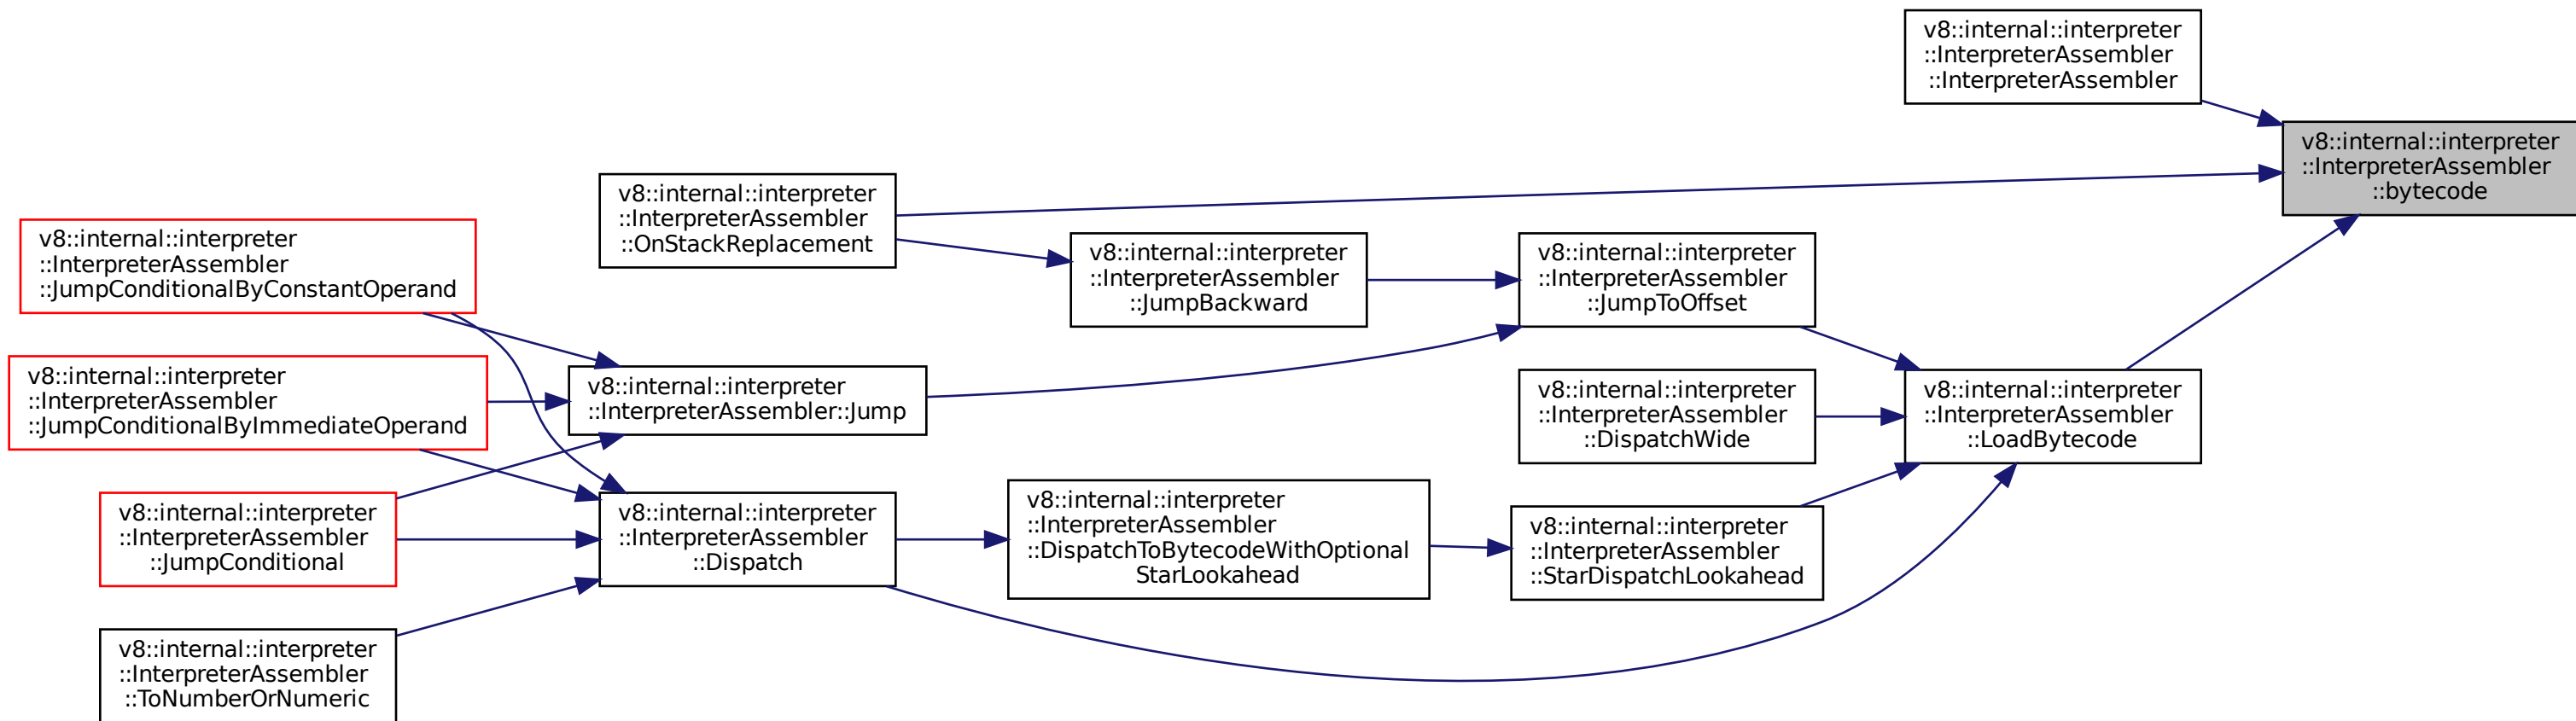 v8::internal::interpreter
::InterpreterAssembler
::InterpreterAssembler
v8::internal::interpreter
::InterpreterAssembler
::bytecode
v8::internal::interpreter
::InterpreterAssembler
::OnStackReplacement
v8::internal::interpreter
::InterpreterAssembler
::JumpConditionalByConstantOperand
v8::internal::interpreter
::InterpreterAssembler
::JumpBackward
v8::internal::interpreter
::InterpreterAssembler
::JumpToOffset
v8::internal::interpreter
::InterpreterAssembler
::JumpConditionalByImmediateOperand
v8::internal::interpreter
::InterpreterAssembler::Jump
v8::internal::interpreter
::InterpreterAssembler
::DispatchWide
v8::internal::interpreter
::InterpreterAssembler
::LoadBytecode
v8::internal::interpreter
::InterpreterAssembler
::JumpConditional
v8::internal::interpreter
::InterpreterAssembler
::Dispatch
v8::internal::interpreter
::InterpreterAssembler
::DispatchToBytecodeWithOptional
StarLookahead
v8::internal::interpreter
::InterpreterAssembler
::StarDispatchLookahead
v8::internal::interpreter
::InterpreterAssembler
::ToNumberOrNumeric